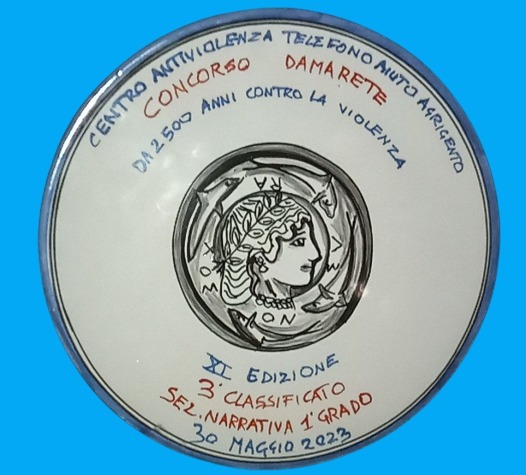 CENTRO ANTIVIOLENZA TELEFONO AIUTO AGRIGENTO
CONCORSO DAMARETE
DA 2500 ANNI CONTRO LA VIOLENZA
XI EDIZIONE
3° CLASSIFICATO
SEZ. NARRATIVA 1° GRADO
30 MAGGIO 2023